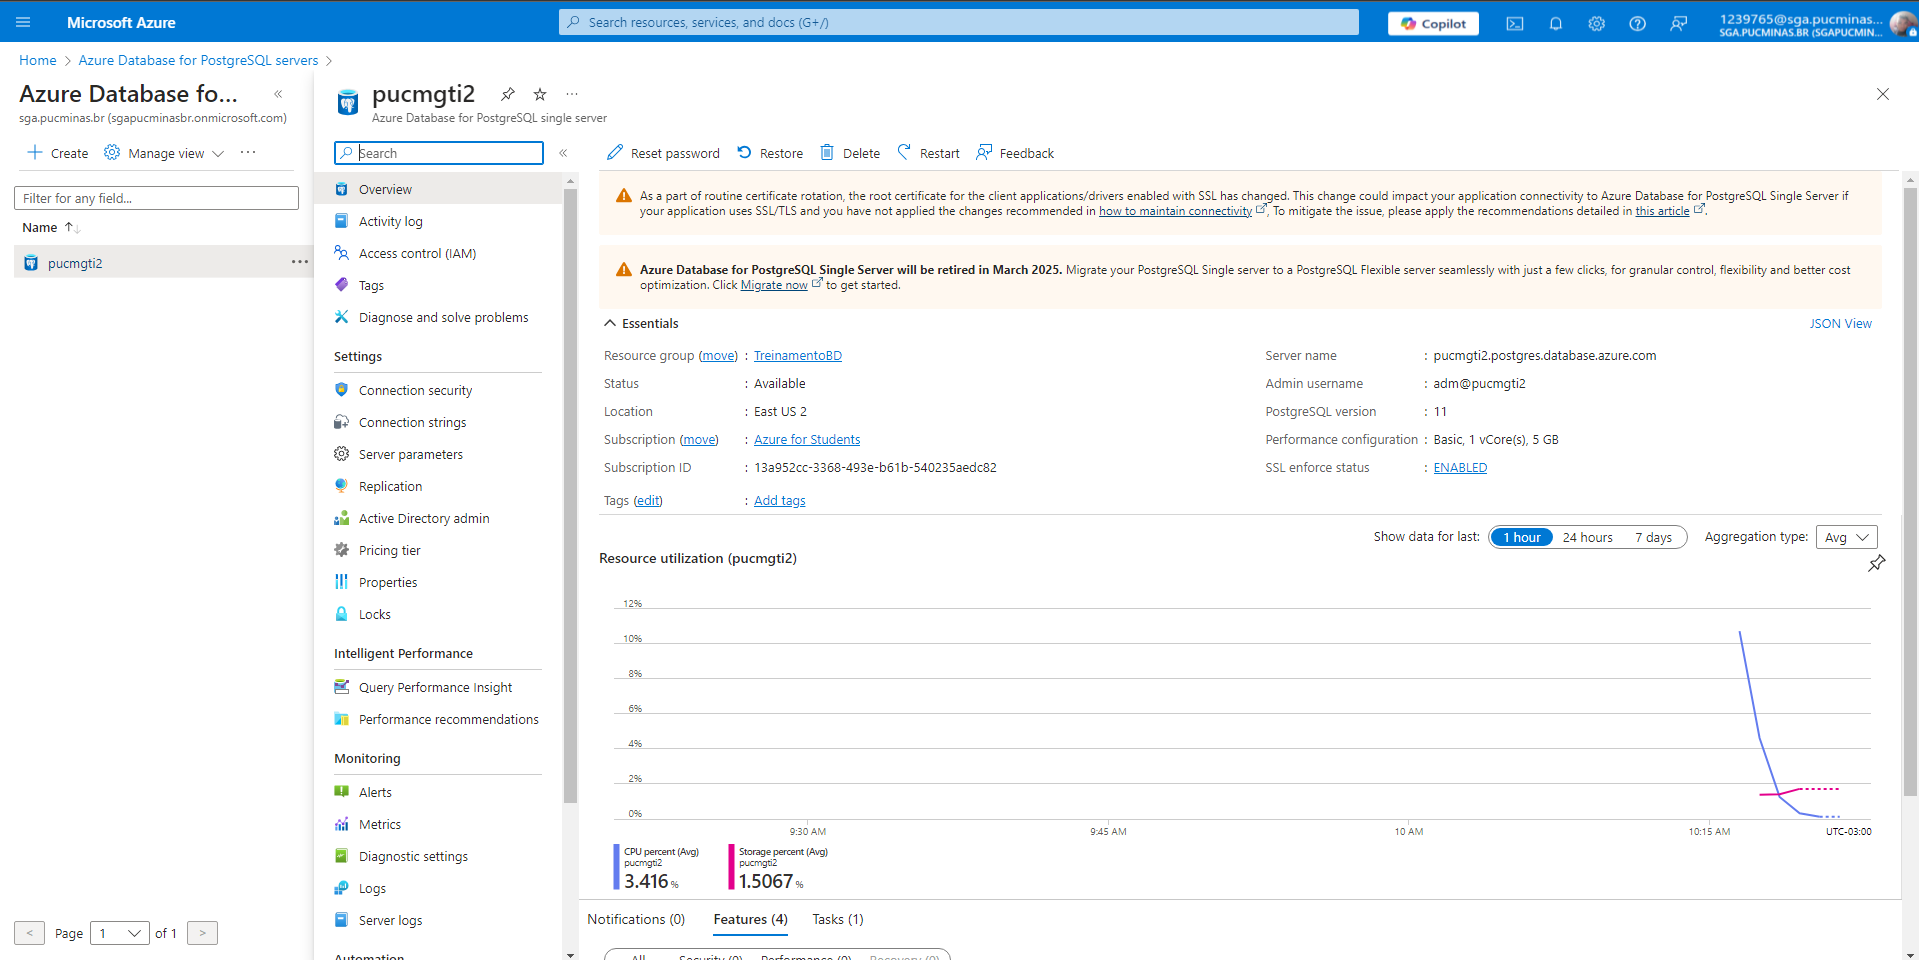 Microsoft Azure
Search resources, services, and docs (G+/)
Copilot
1239765@sga.pucminas...
SGA.PUCMINAS.BR (SGAPUCMIN...
Home > Azure Database for PostgreSQL servers >
Azure Database fo...
sga.pucminas.br (sgapucminasbr.onmicrosoft.com)
Create
Manage view
Filter for any field...
Name
pucmgti2
Page 1 of 1
pucmgti2
Azure Database for PostgreSQL single server
Search
Overview
Activity log
Access control (IAM)
Tags
Diagnose and solve problems
Settings
Connection security
Connection strings
Server parameters
Replication
Active Directory admin
Pricing tier
Properties
Locks
Intelligent Performance
Query Performance Insight
Performance recommendations
Monitoring
Alerts
Metrics
Diagnostic settings
Logs
Server logs
Automation
Reset password
Restore
Delete
Restart
Feedback
As a part of routine certificate rotation, the root certificate for the client applications/drivers enabled with SSL has changed. This change could impact your application connectivity to Azure Database for PostgreSQL Single Server if
your application uses SSL/TLS and you have not applied the changes recommended in how to maintain connectivity. To mitigate the issue, please apply the recommendations detailed in this article.
Azure Database for PostgreSQL Single Server will be retired in March 2025. Migrate your PostgreSQL Single server to a PostgreSQL Flexible server seamlessly with just a few clicks, for granular control, flexibility and better cost
optimization. Click Migrate now to get started.
Essentials
JSON View
Resource group (move) : TreinamentoBD
Status : Available
Location : East US 2
Subscription (move) : Azure for Students
Subscription ID : 13a952cc-3368-493e-b61b-540235aedc82
Tags (edit) : Add tags
Server name : pucmgti2.postgres.database.azure.com
Admin username : adm@pucmgti2
PostgreSQL version : 11
Performance configuration : Basic, 1 vCore(s), 5 GB
SSL enforce status : ENABLED
Show data for last: 1 hour 24 hours 7 days Aggregation type: Avg
Resource utilization (pucmgti2)
12%
10%
8%
6%
4%
2%
0%
9:30 AM 9:45 AM 10 AM 10:15 AM UTC-03:00
CPU percent (Avg)
pucmgti2
3.416 %
Storage percent (Avg)
pucmgti2
1.5067 %
Notifications (0) Features (4) Tasks (1)
All Security (0) Performance (0) Recovery (0)